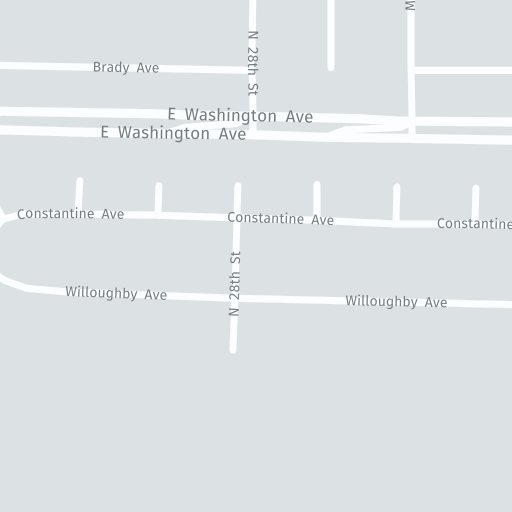 M
N 28th St
Brady Ave
E Washington Ave
E Washington Ave
Constantine Ave
Constantine Ave
Constantine
N 28th St
Willoughby Ave
Willoughby Ave